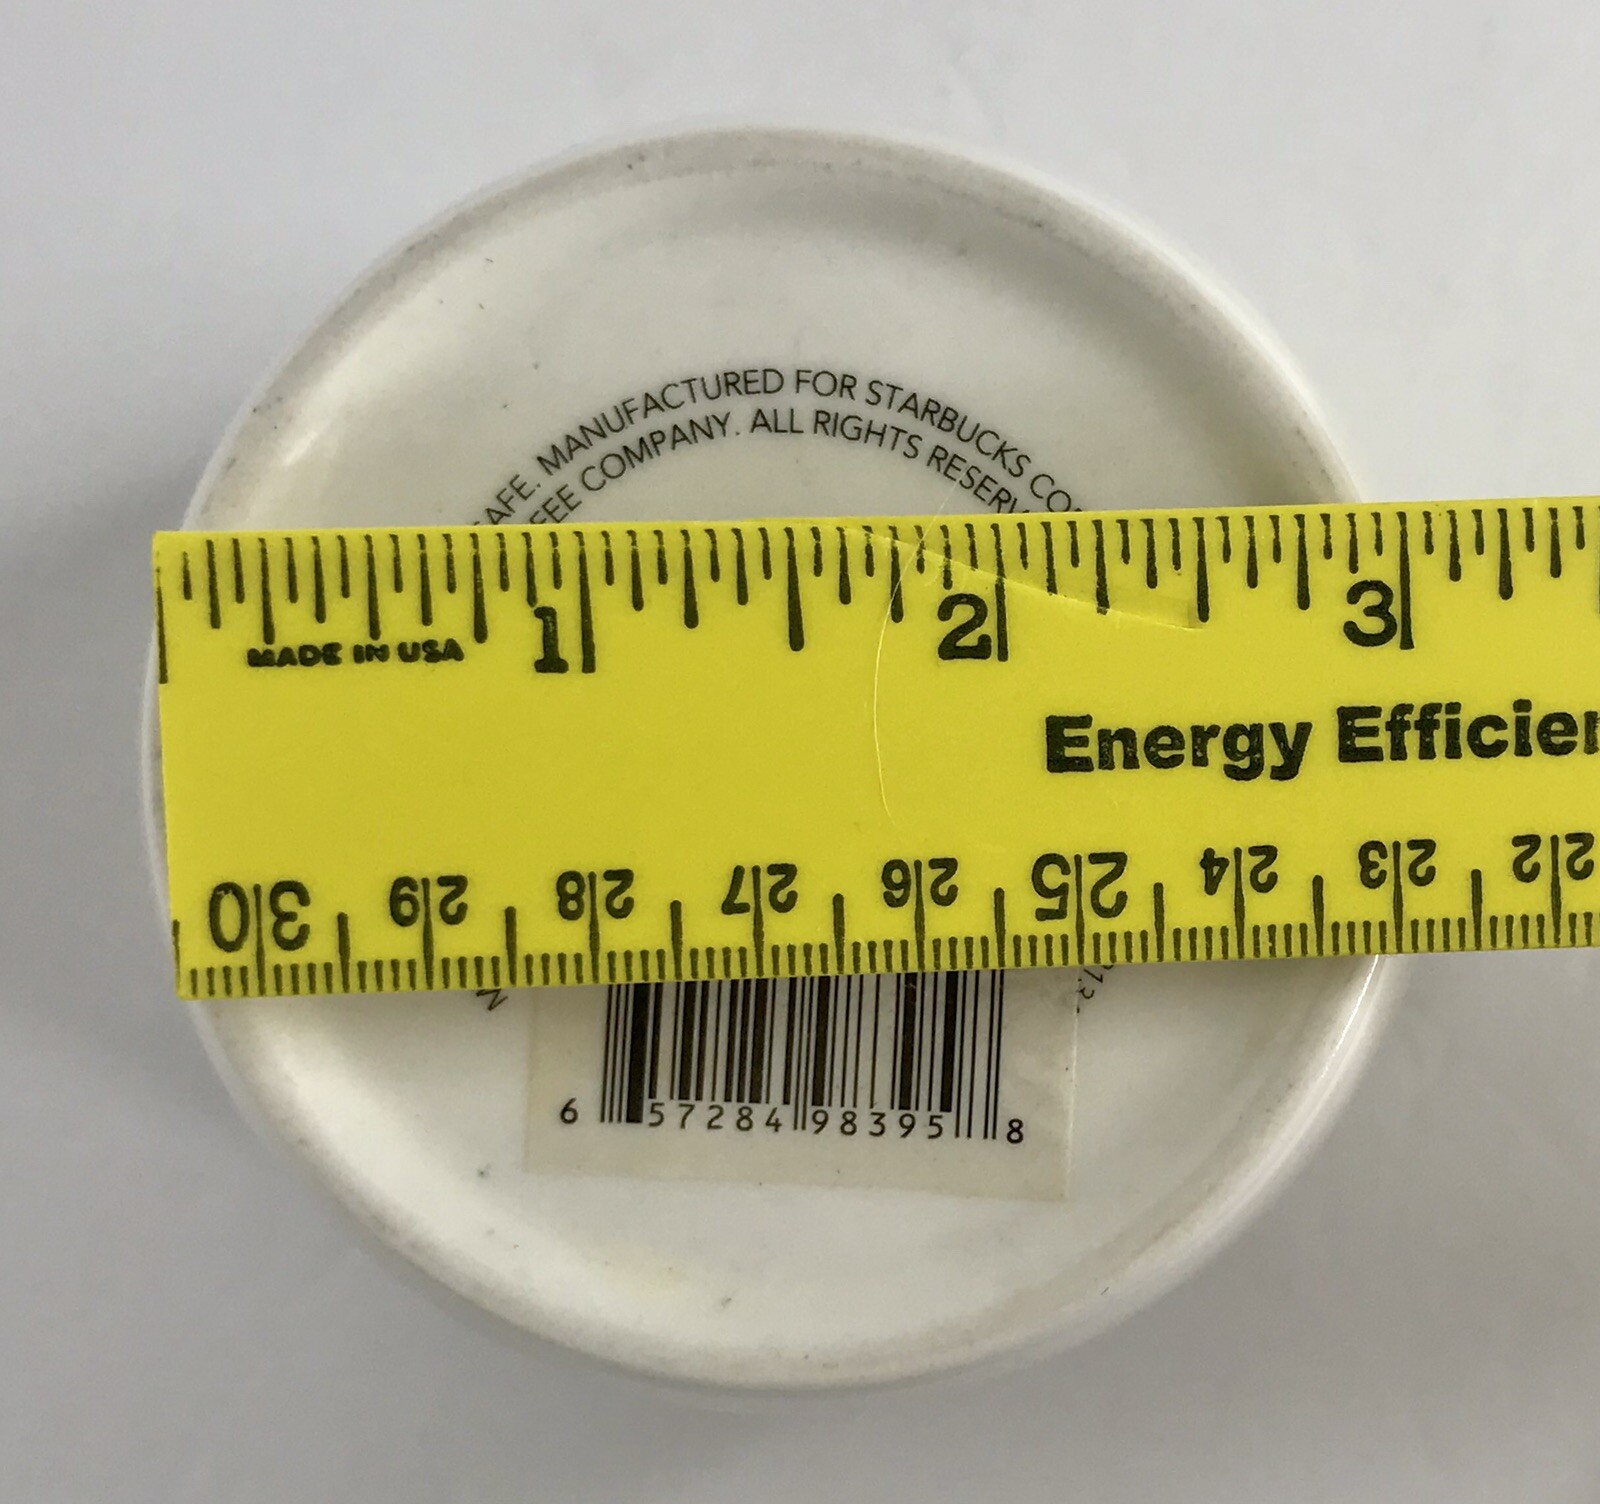 AFE. MANUFACTURED FOR STARBUCKS CO
FEE COMPANY. ALL RIGHTS RESERV
1 2 3
MADE IN USA
Energy Efficien
30 29 28 27 26 25 24 23 22
6 57284 98395 8